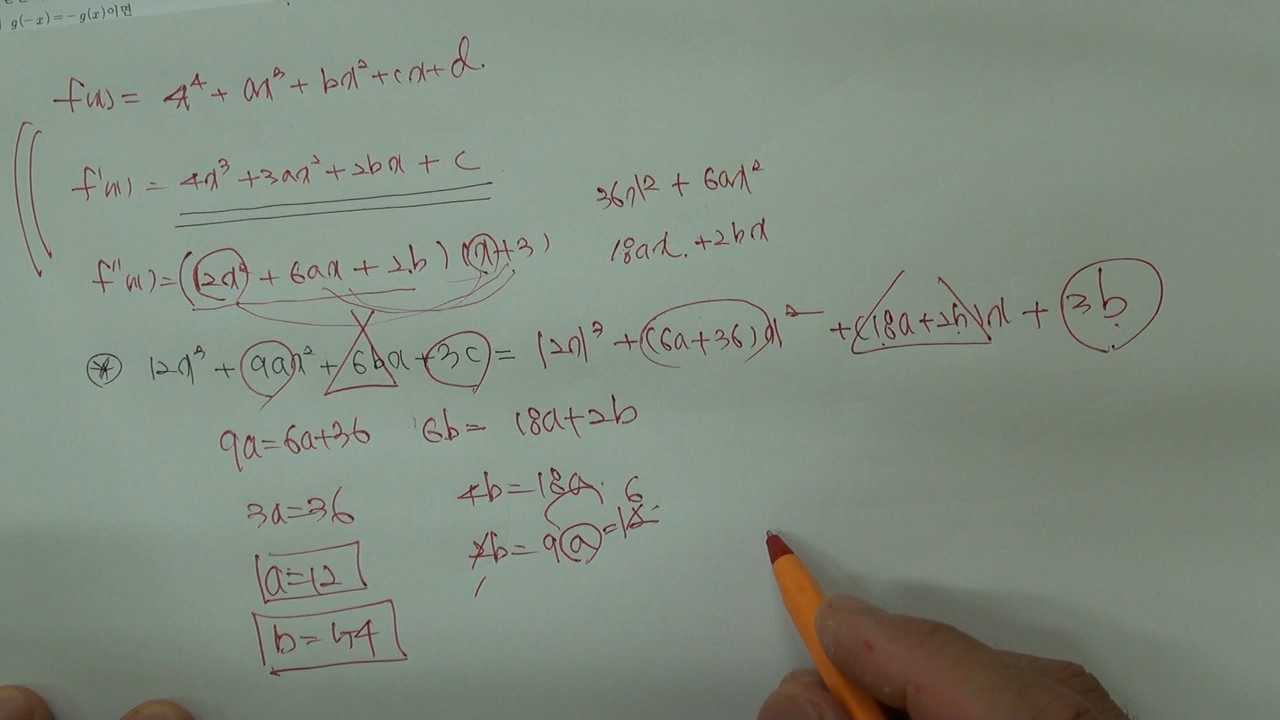 g(-x)=-g(x)이면
f(x) = x⁴ + ax³ + bx² + cx + d.
f'(x) = 4x³ + 3ax² + 2bx + c
36x² + 6ax²
18ax. + 2bx
f''(x) = (12x² + 6ax + 2b) (x+3)
* 12x³ + 9ax² + 6bx + 3c = 12x³ + (6a+36)x² + (18a+2b)x + 3b
9a=6a+36 6b= 18a+2b
3a=36 4b=18a. 6
a=12 2b=9a=12
b=54